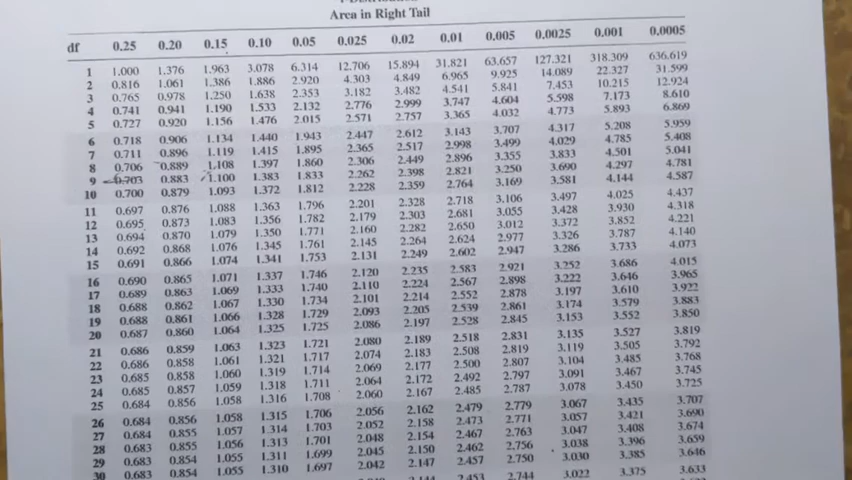 Area in Right Tail
df 0.25 0.20 0.15 0.10 0.05 0.025 0.02 0.01 0.005 0.0025 0.001 0.0005
1 1.000 1.376 1.963 3.078 6.314 12.706 15.894 31.821 63.657 127.321 318.309 636.619
2 0.816 1.061 1.386 1.886 2.920 4.303 4.849 6.965 9.925 14.089 22.327 31.599
3 0.765 0.978 1.250 1.638 2.353 3.182 3.482 4.541 5.841 7.453 10.215 12.924
4 0.741 0.941 1.190 1.533 2.132 2.776 2.999 3.747 4.604 5.598 7.173 8.610
5 0.727 0.920 1.156 1.476 2.015 2.571 2.757 3.365 4.032 4.773 5.893 6.869
6 0.718 0.906 1.134 1.440 1.943 2.447 2.612 3.143 3.707 4.317 5.208 5.959
7 0.711 0.896 1.119 1.415 1.895 2.365 2.517 2.998 3.499 4.029 4.785 5.408
8 0.706 0.889 1.108 1.397 1.860 2.306 2.449 2.896 3.355 3.833 4.501 5.041
9 0.703 0.883 1.100 1.383 1.833 2.262 2.398 2.821 3.250 3.690 4.297 4.781
10 0.700 0.879 1.093 1.372 1.812 2.228 2.359 2.764 3.169 3.581 4.144 4.587
11 0.697 0.876 1.088 1.363 1.796 2.201 2.328 2.718 3.106 3.497 4.025 4.437
12 0.695 0.873 1.083 1.356 1.782 2.179 2.303 2.681 3.055 3.428 3.930 4.318
13 0.694 0.870 1.079 1.350 1.771 2.160 2.282 2.650 3.012 3.372 3.852 4.221
14 0.692 0.868 1.076 1.345 1.761 2.145 2.264 2.624 2.977 3.326 3.787 4.140
15 0.691 0.866 1.074 1.341 1.753 2.131 2.249 2.602 2.947 3.286 3.733 4.073
16 0.690 0.865 1.071 1.337 1.746 2.120 2.235 2.583 2.921 3.252 3.686 4.015
17 0.689 0.863 1.069 1.333 1.740 2.110 2.224 2.567 2.898 3.222 3.646 3.965
18 0.688 0.862 1.067 1.330 1.734 2.101 2.214 2.552 2.878 3.197 3.610 3.922
19 0.688 0.861 1.066 1.328 1.729 2.093 2.205 2.539 2.861 3.174 3.579 3.883
20 0.687 0.860 1.064 1.325 1.725 2.086 2.197 2.528 2.845 3.153 3.552 3.850
21 0.686 0.859 1.063 1.323 1.721 2.080 2.189 2.518 2.831 3.135 3.527 3.819
22 0.686 0.858 1.061 1.321 1.717 2.074 2.183 2.508 2.819 3.119 3.505 3.792
23 0.685 0.858 1.060 1.319 1.714 2.069 2.177 2.500 2.807 3.104 3.485 3.768
24 0.685 0.857 1.059 1.318 1.711 2.064 2.172 2.492 2.797 3.091 3.467 3.745
25 0.684 0.856 1.058 1.316 1.708 2.060 2.167 2.485 2.787 3.078 3.450 3.725
26 0.684 0.856 1.058 1.315 1.706 2.056 2.162 2.479 2.779 3.067 3.435 3.707
27 0.684 0.855 1.057 1.314 1.703 2.052 2.158 2.473 2.771 3.057 3.421 3.690
28 0.683 0.855 1.056 1.313 1.701 2.048 2.154 2.467 2.763 3.047 3.408 3.674
29 0.683 0.854 1.055 1.311 1.699 2.045 2.150 2.462 2.756 3.038 3.396 3.659
30 0.683 0.854 1.055 1.310 1.697 2.042 2.147 2.457 2.750 3.030 3.385 3.646
2.453 2.744 3.022 3.375 3.633